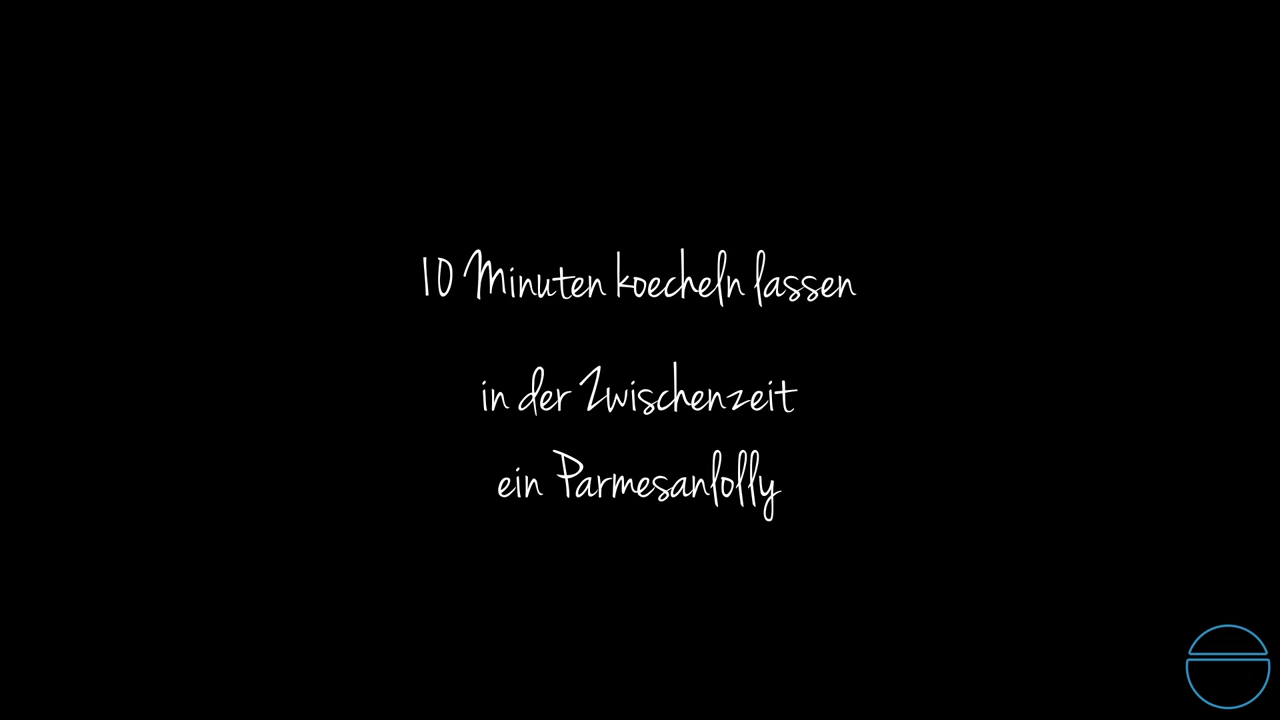 10 Minuten koecheln lassen
in der Zwischenzeit
ein Parmesanlolly